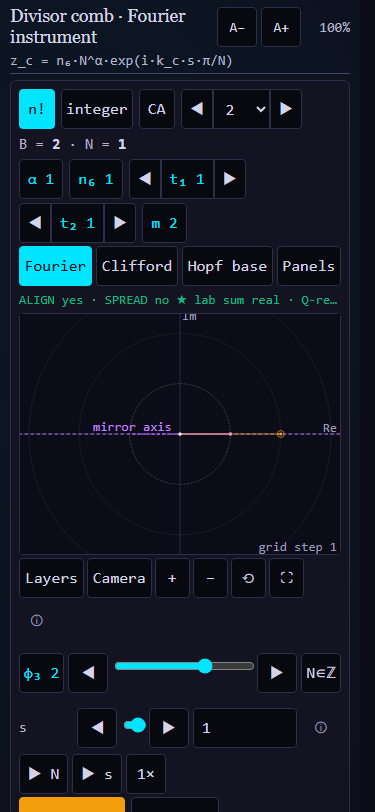 Divisor comb · Fourier instrument A− A+ 100%
z_c = n₆·N^α·exp(i·k_c·s·π/N)
n! integer CA ◀ 2 ▶
B = 2 · N = 1
α 1 n₆ 1 ◀ t₁ 1 ▶
◀ t₂ 1 ▶ m 2
Fourier Clifford Hopf base Panels
ALIGN yes · SPREAD no ★ lab sum real · Q-re…
Im
mirror axis Re
grid step 1
Layers Camera + − ⟲ ⛶
ⓘ
ϕ₃ 2 ◀ ▶ N∈ℤ
s ◀ ▶ 1 ⓘ
▶ N ▶ s 1×